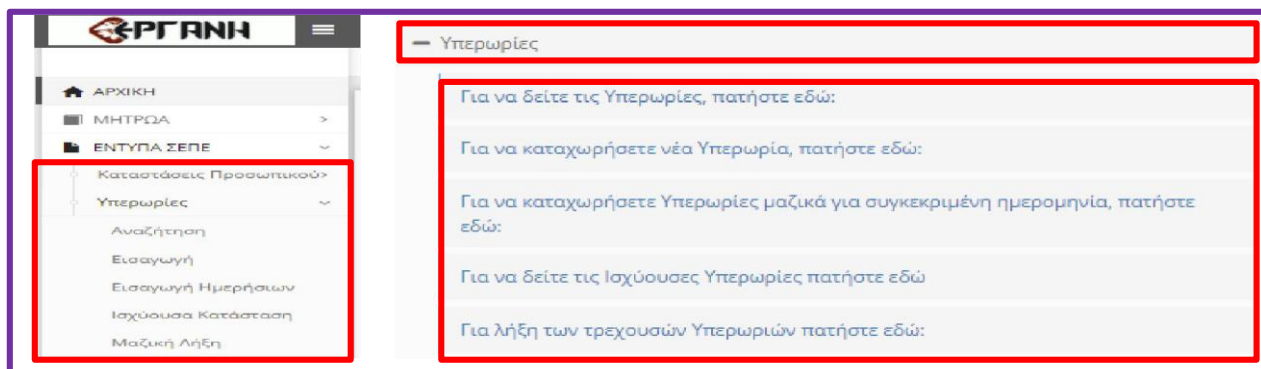 ΕΡΓΑΝΗ
ΑΡΧΙΚΗ
ΜΗΤΡΩΑ
ΕΝΤΥΠΑ ΣΕΠΕ
Καταστάσεις Προσωπικού
Υπερωρίες
Αναζήτηση
Εισαγωγή
Εισαγωγή Ημερήσιων
Ισχύουσα Κατάσταση
Μαζική Λήξη
Υπερωρίες
Για να δείτε τις Υπερωρίες, πατήστε εδώ:
Για να καταχωρήσετε νέα Υπερωρία, πατήστε εδώ:
Για να καταχωρήσετε Υπερωρίες μαζικά για συγκεκριμένη ημερομηνία, πατήστε
εδώ:
Για να δείτε τις Ισχύουσες Υπερωρίες πατήστε εδώ
Για λήξη των τρεχουσών Υπερωριών πατήστε εδώ: